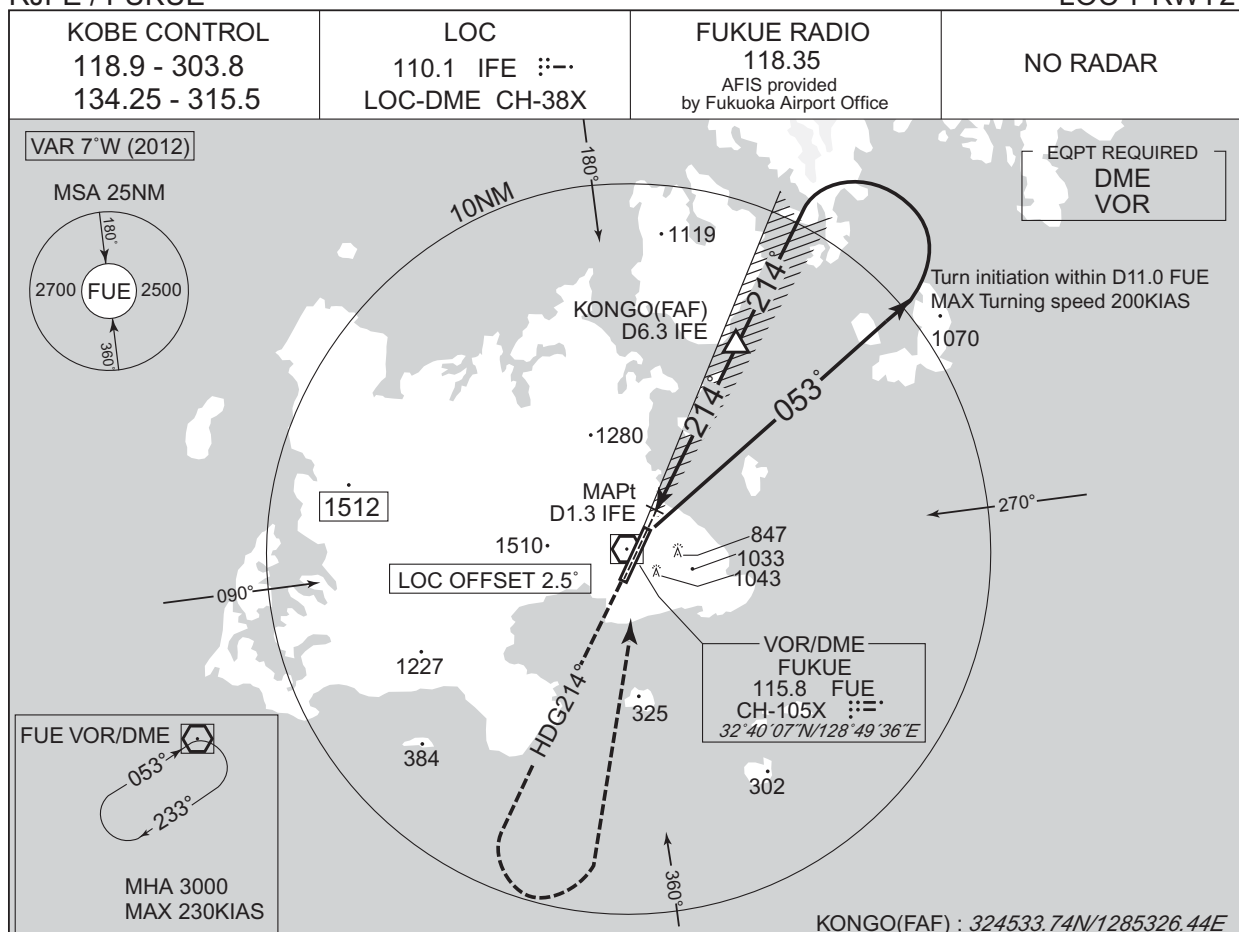 KOBE CONTROL
118.9 - 303.8
134.25 - 315.5
LOC
110.1 IFE
LOC-DME CH-38X
FUKUE RADIO
118.35
AFIS provided
by Fukuoka Airport Office
NO RADAR
VAR 7˚W (2012)
MSA 25NM
180˚
2700 FUE 2500
360˚
10NM
180˚
EQPT REQUIRED
DME
VOR
1119
214˚
Turn initiation within D11.0 FUE
MAX Turning speed 200KIAS
KONGO(FAF)
D6.3 IFE
1070
214˚
053˚
1280
MAPt
D1.3 IFE
1512
270˚
1510
847
1033
1043
LOC OFFSET 2.5˚
090˚
VOR/DME
FUKUE
115.8 FUE
CH-105X
32˚40´07˝N/128˚49´36˝E
1227
HDG214˚
325
384
302
FUE VOR/DME
053˚
233˚
MHA 3000
MAX 230KIAS
360˚
KONGO(FAF) : 324533.74N/1285326.44E